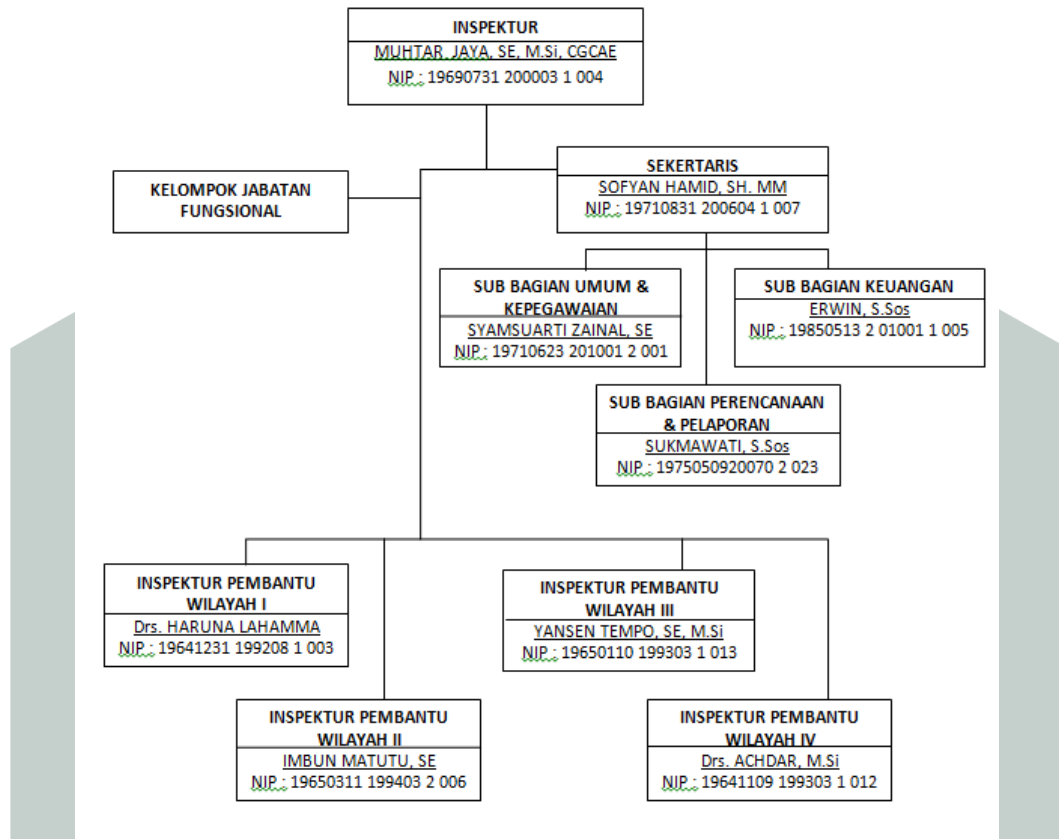 INSPEKTUR
MUHTAR JAYA, SE, M.Si, CGCAE
NIP : 19690731 200003 1 004
KELOMPOK JABATAN
FUNGSIONAL
SEKERTARIS
SOFYAN HAMID, SH. MM
NIP : 19710831 200604 1 007
SUB BAGIAN UMUM &
KEPEGAWAIAN
SYAMSUARTI ZAINAL, SE
NIP : 19710623 201001 2 001
SUB BAGIAN KEUANGAN
ERWIN, S.Sos
NIP : 19850513 2 01001 1 005
SUB BAGIAN PERENCANAAN
& PELAPORAN
SUKMAWATI, S.Sos
NIP : 1975050920070 2 023
INSPEKTUR PEMBANTU
WILAYAH I
Drs. HARUNA LAHAMMA
NIP : 19641231 199208 1 003
INSPEKTUR PEMBANTU
WILAYAH III
YANSEN TEMPO, SE, M.Si
NIP : 19650110 199303 1 013
INSPEKTUR PEMBANTU
WILAYAH II
IMBUN MATUTU, SE
NIP : 19650311 199403 2 006
INSPEKTUR PEMBANTU
WILAYAH IV
Drs. ACHDAR, M.Si
NIP : 19641109 199303 1 012